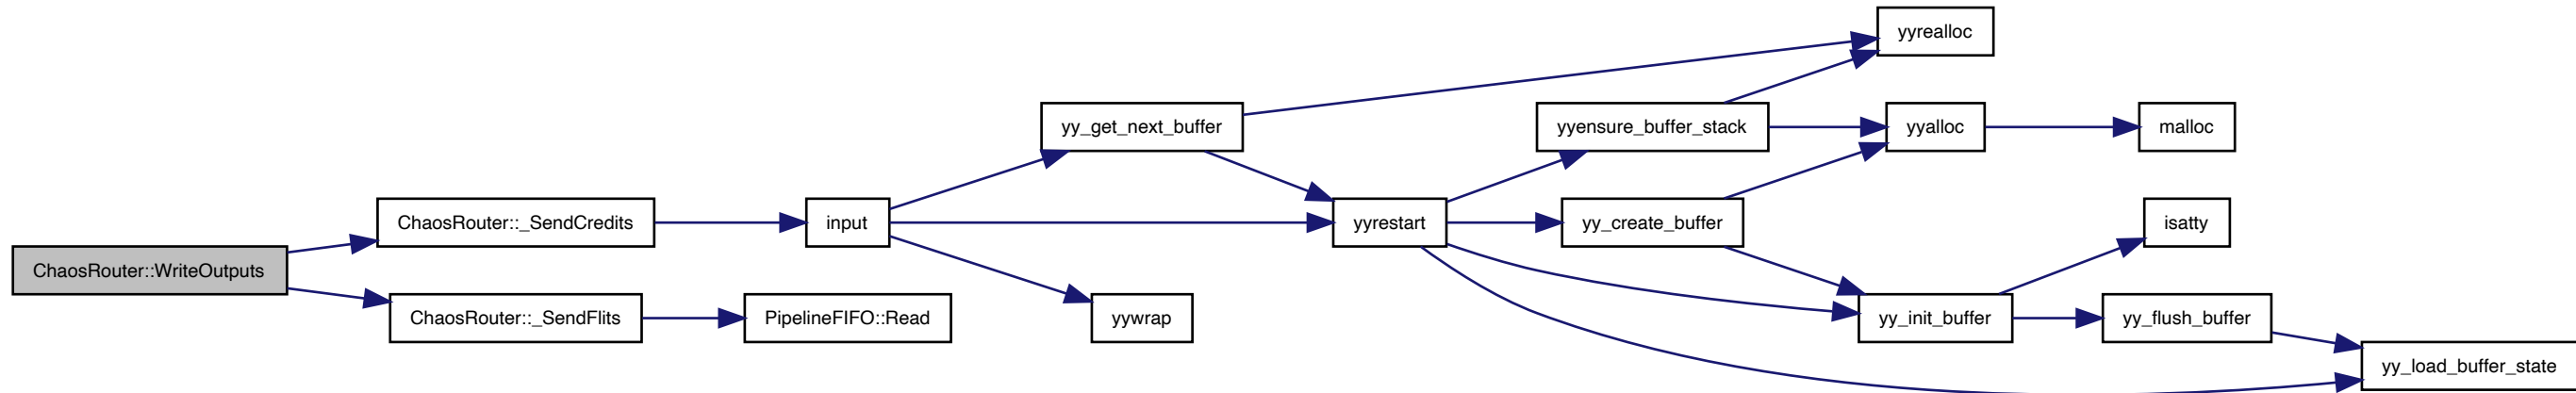 ChaosRouter::WriteOutputs
ChaosRouter::_SendCredits
ChaosRouter::_SendFlits
input
PipelineFIFO::Read
yy_get_next_buffer
yywrap
yyrestart
yyensure_buffer_stack
yy_create_buffer
yyrealloc
yyalloc
yy_init_buffer
malloc
isatty
yy_flush_buffer
yy_load_buffer_state